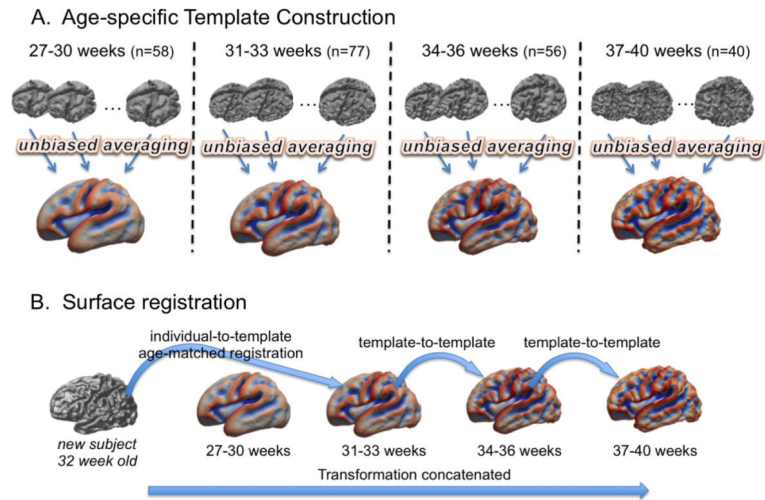 A. Age-specific Template Construction
27-30 weeks (n=58)
31-33 weeks (n=77)
34-36 weeks (n=56)
37-40 weeks (n=40)
... ... ... ...
unbiased averaging
unbiased averaging
unbiased averaging
unbiased averaging
B. Surface registration
individual-to-template
age-matched registration
template-to-template
template-to-template
new subject
32 week old
27-30 weeks
31-33 weeks
34-36 weeks
37-40 weeks
Transformation concatenated